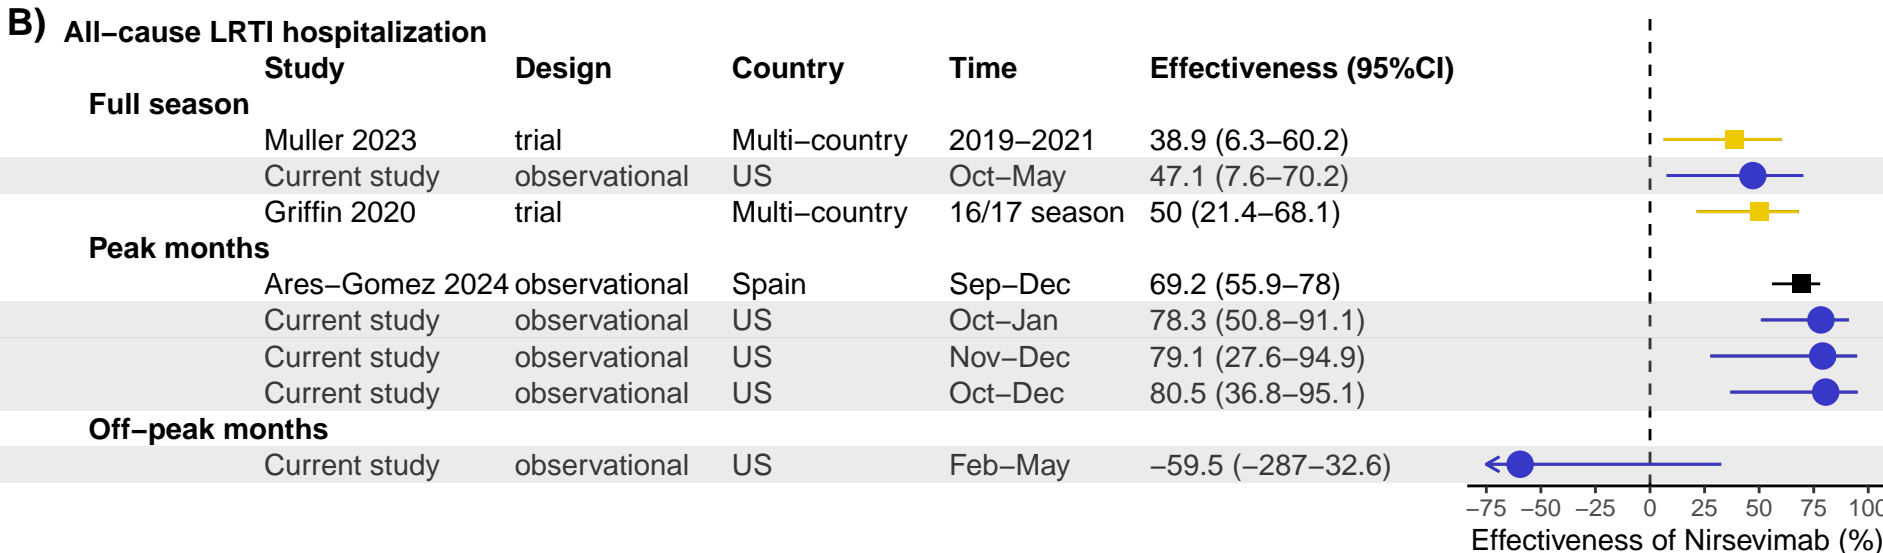 B) All−cause LRTI hospitalization
Study Design Country Time Effectiveness (95%CI)
Full season
Muller 2023 trial Multi−country 2019−2021 38.9 (6.3−60.2)
Current study observational US Oct−May 47.1 (7.6−70.2)
Griffin 2020 trial Multi−country 16/17 season 50 (21.4−68.1)
Peak months
Ares−Gomez 2024 observational Spain Sep−Dec 69.2 (55.9−78)
Current study observational US Oct−Jan 78.3 (50.8−91.1)
Current study observational US Nov−Dec 79.1 (27.6−94.9)
Current study observational US Oct−Dec 80.5 (36.8−95.1)
Off−peak months
Current study observational US Feb−May −59.5 (−287−32.6)
−75 −50 −25 0 25 50 75 100
Effectiveness of Nirsevimab (%)